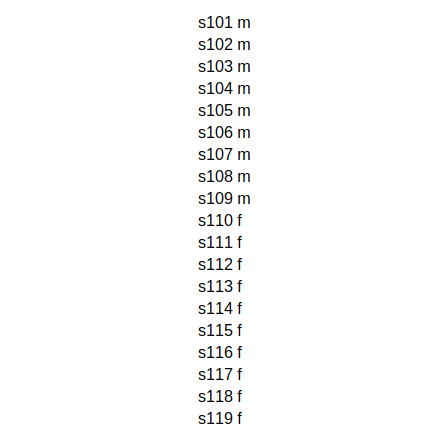 s101 m
s102 m
s103 m
s104 m
s105 m
s106 m
s107 m
s108 m
s109 m
s110 f
s111 f
s112 f
s113 f
s114 f
s115 f
s116 f
s117 f
s118 f
s119 f